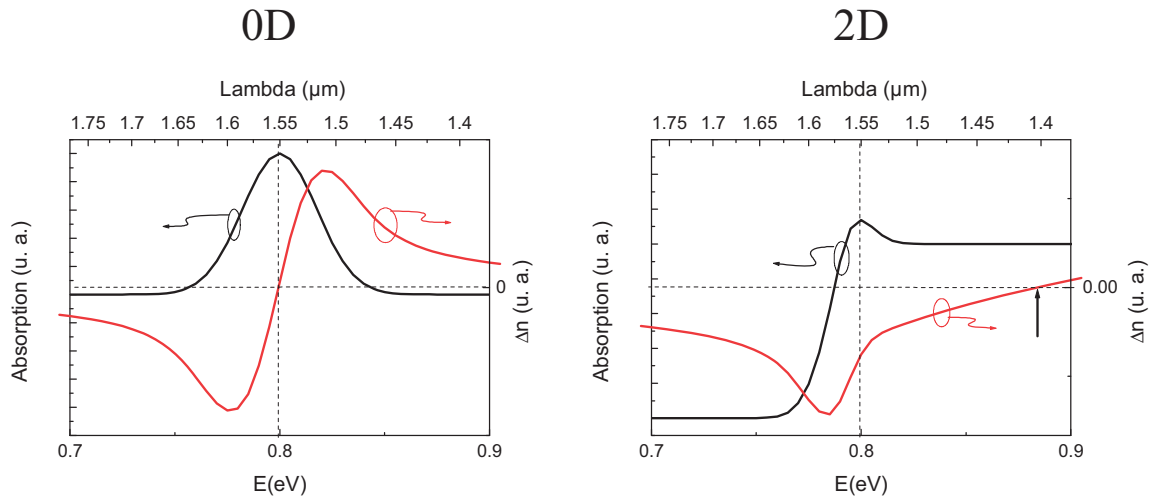 0D
Lambda (µm)
1.75 1.7 1.65 1.6 1.55 1.5 1.45 1.4
Absorption (u. a.)
0
Δn (u. a.)
0.7 0.8 0.9
E(eV)
2D
Lambda (µm)
1.75 1.7 1.65 1.6 1.55 1.5 1.45 1.4
Absorption (u. a.)
0.00
Δn (u. a.)
0.7 0.8 0.9
E(eV)